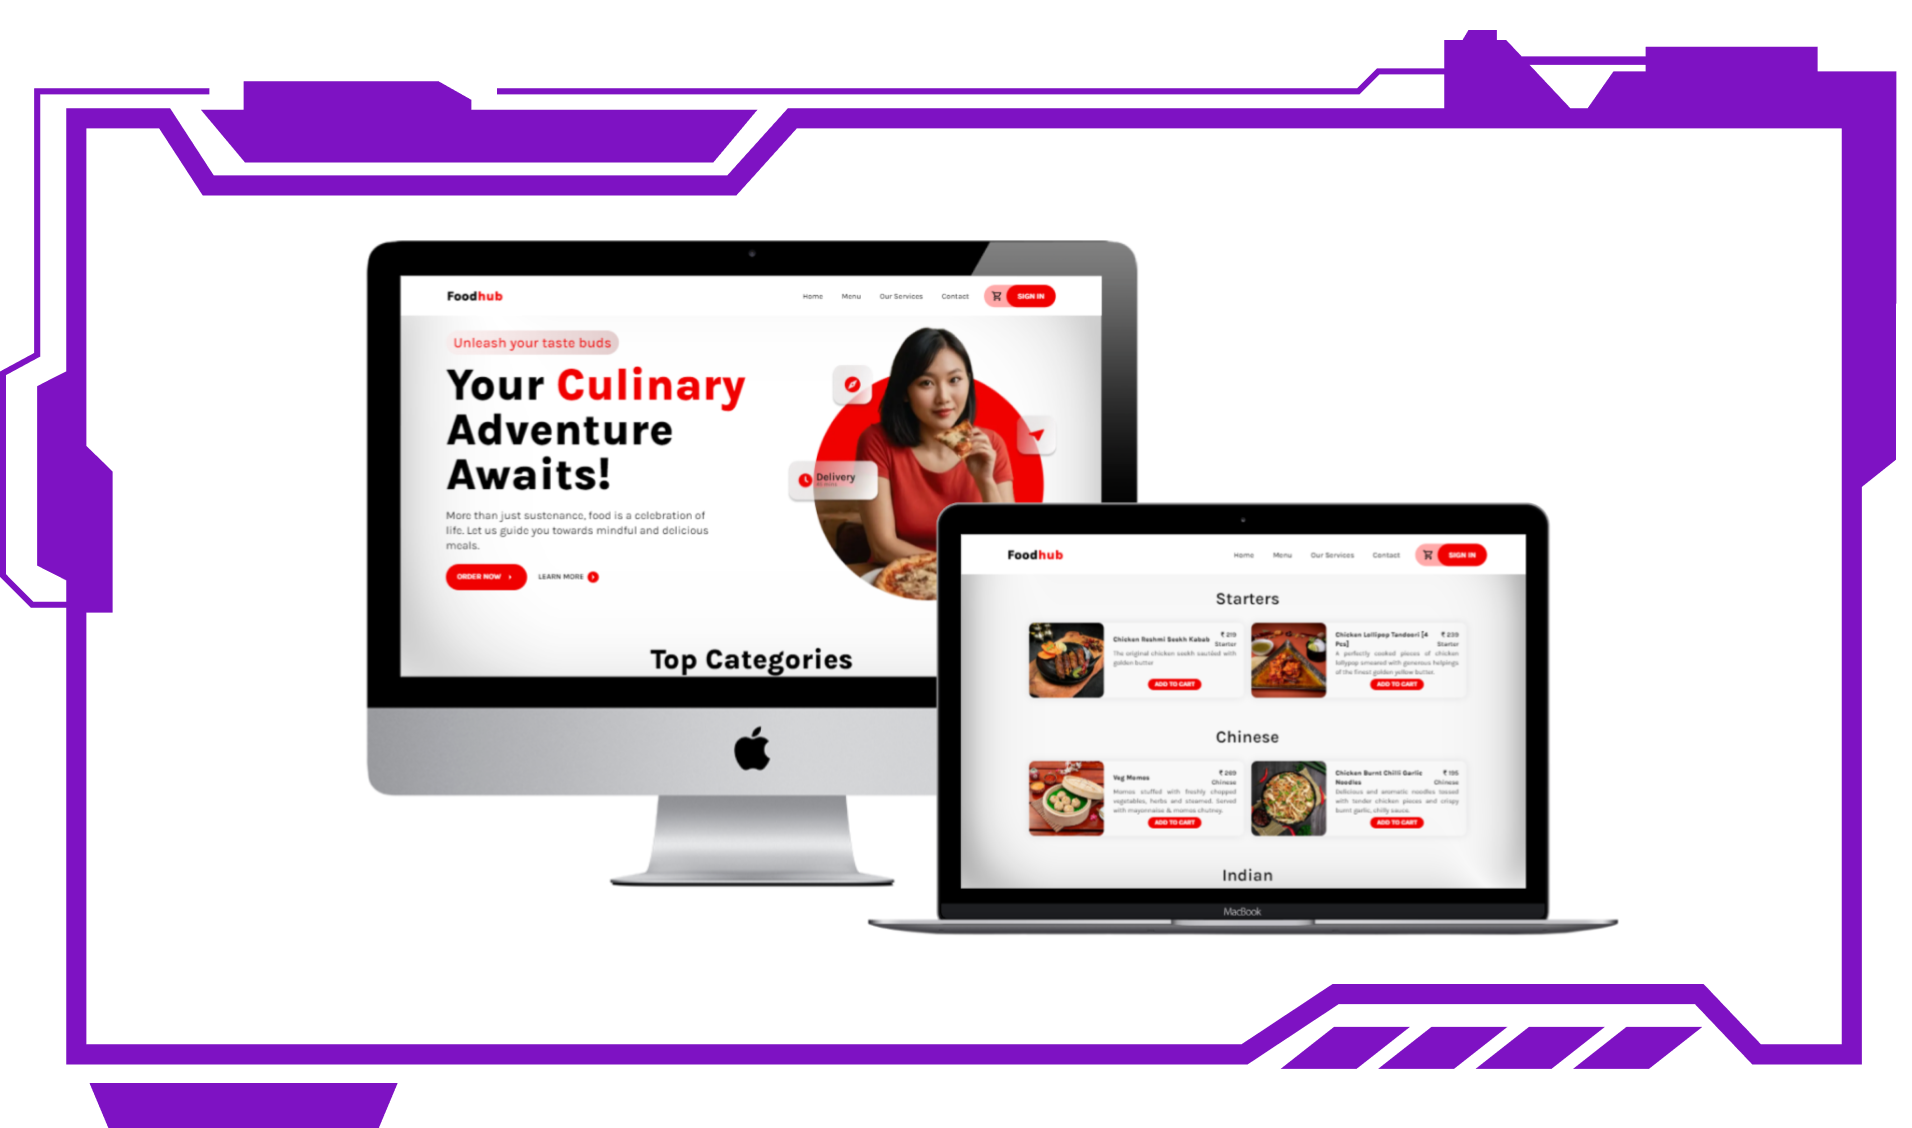 Foodhub
Home Menu Our Services Contact SIGN IN
Unleash your taste buds
Your Culinary
Adventure
Awaits!
Delivery
More than just sustenance, food is a celebration of
life. Let us guide you towards mindful and delicious
meals.
ORDER NOW LEARN MORE
Top Categories
Foodhub
Home Menu Our Services Contact SIGN IN
Starters
Chicken Reshmi Seekh Kabab ₹ 219
Starter
The original chicken seekh sautéed with
golden butter
ADD TO CART
Chicken Lollipop Tandoori [4 ₹ 239
Pcs] Starter
A perfectly cooked pieces of chicken
lollypop smeared with generous helpings
of the finest golden yellow butter.
ADD TO CART
Chinese
Veg Momos ₹ 269
Chinese
Momos stuffed with freshly chopped
vegetables, herbs and steamed. Served
with mayonnaise & momos chutney.
ADD TO CART
Chicken Burnt Chilli Garlic ₹ 195
Noodles Chinese
Delicious and aromatic noodles tossed
with tender chicken pieces and crispy
burnt garlic, chilly sauce.
ADD TO CART
Indian
MacBook